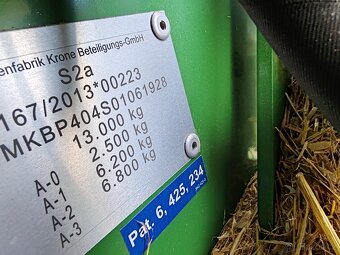 enfabrik Krone Beteiligungs-GmbH
S2a
167/2013*00223
MKBP404S01061928
13.000 kg
A-0 2.500 kg
A-1 6.200 kg
A-2 6.800 kg
A-3
Pat. 6, 425, 234